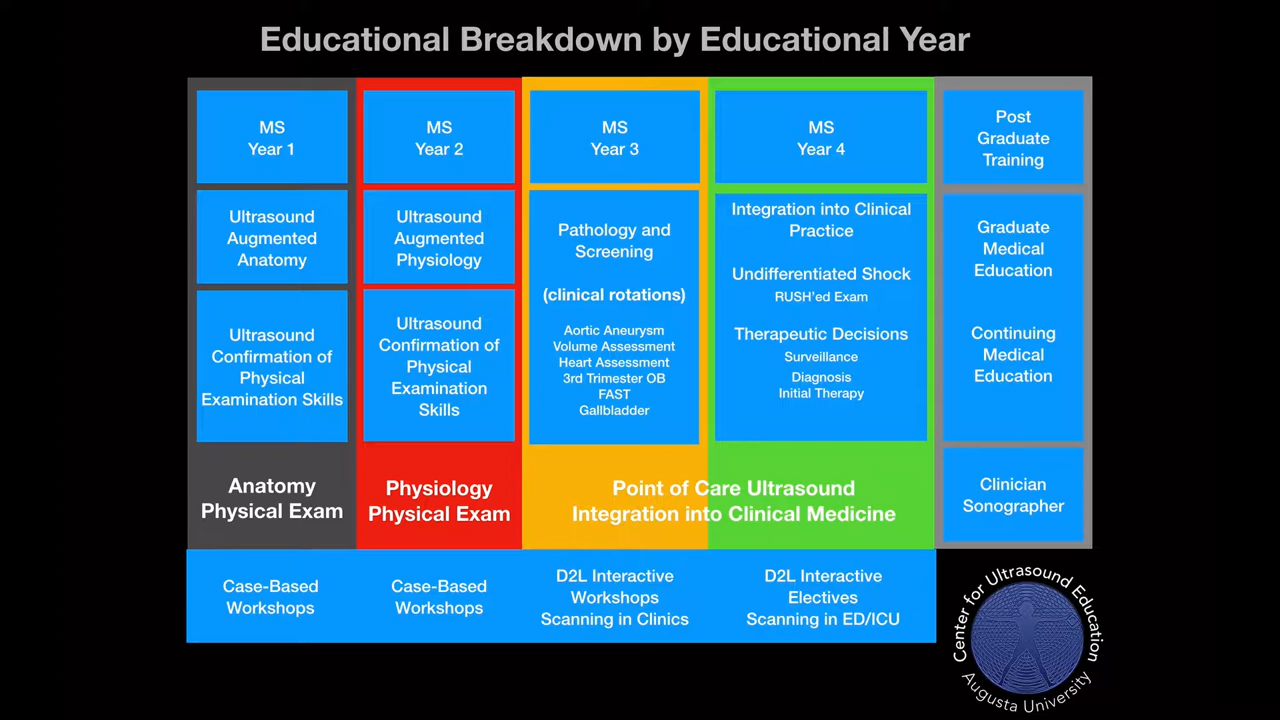 Educational Breakdown by Educational Year
MS
Year 1
Ultrasound
Augmented
Anatomy
Ultrasound
Confirmation of
Physical
Examination Skills
Anatomy
Physical Exam
Case-Based
Workshops
MS
Year 2
Ultrasound
Augmented
Physiology
Ultrasound
Confirmation of
Physical
Examination
Skills
Physiology
Physical Exam
Case-Based
Workshops
MS
Year 3
Pathology and
Screening
(clinical rotations)
Aortic Aneurysm
Volume Assessment
Heart Assessment
3rd Trimester OB
FAST
Gallbladder
MS
Year 4
Integration into Clinical
Practice
Undifferentiated Shock
RUSH'ed Exam
Therapeutic Decisions
Surveillance
Diagnosis
Initial Therapy
Point of Care Ultrasound
Integration into Clinical Medicine
D2L Interactive
Workshops
Scanning in Clinics
D2L Interactive
Electives
Scanning in ED/ICU
Post
Graduate
Training
Graduate
Medical
Education
Continuing
Medical
Education
Clinician
Sonographer
Center for Ultrasound Education
Augusta University